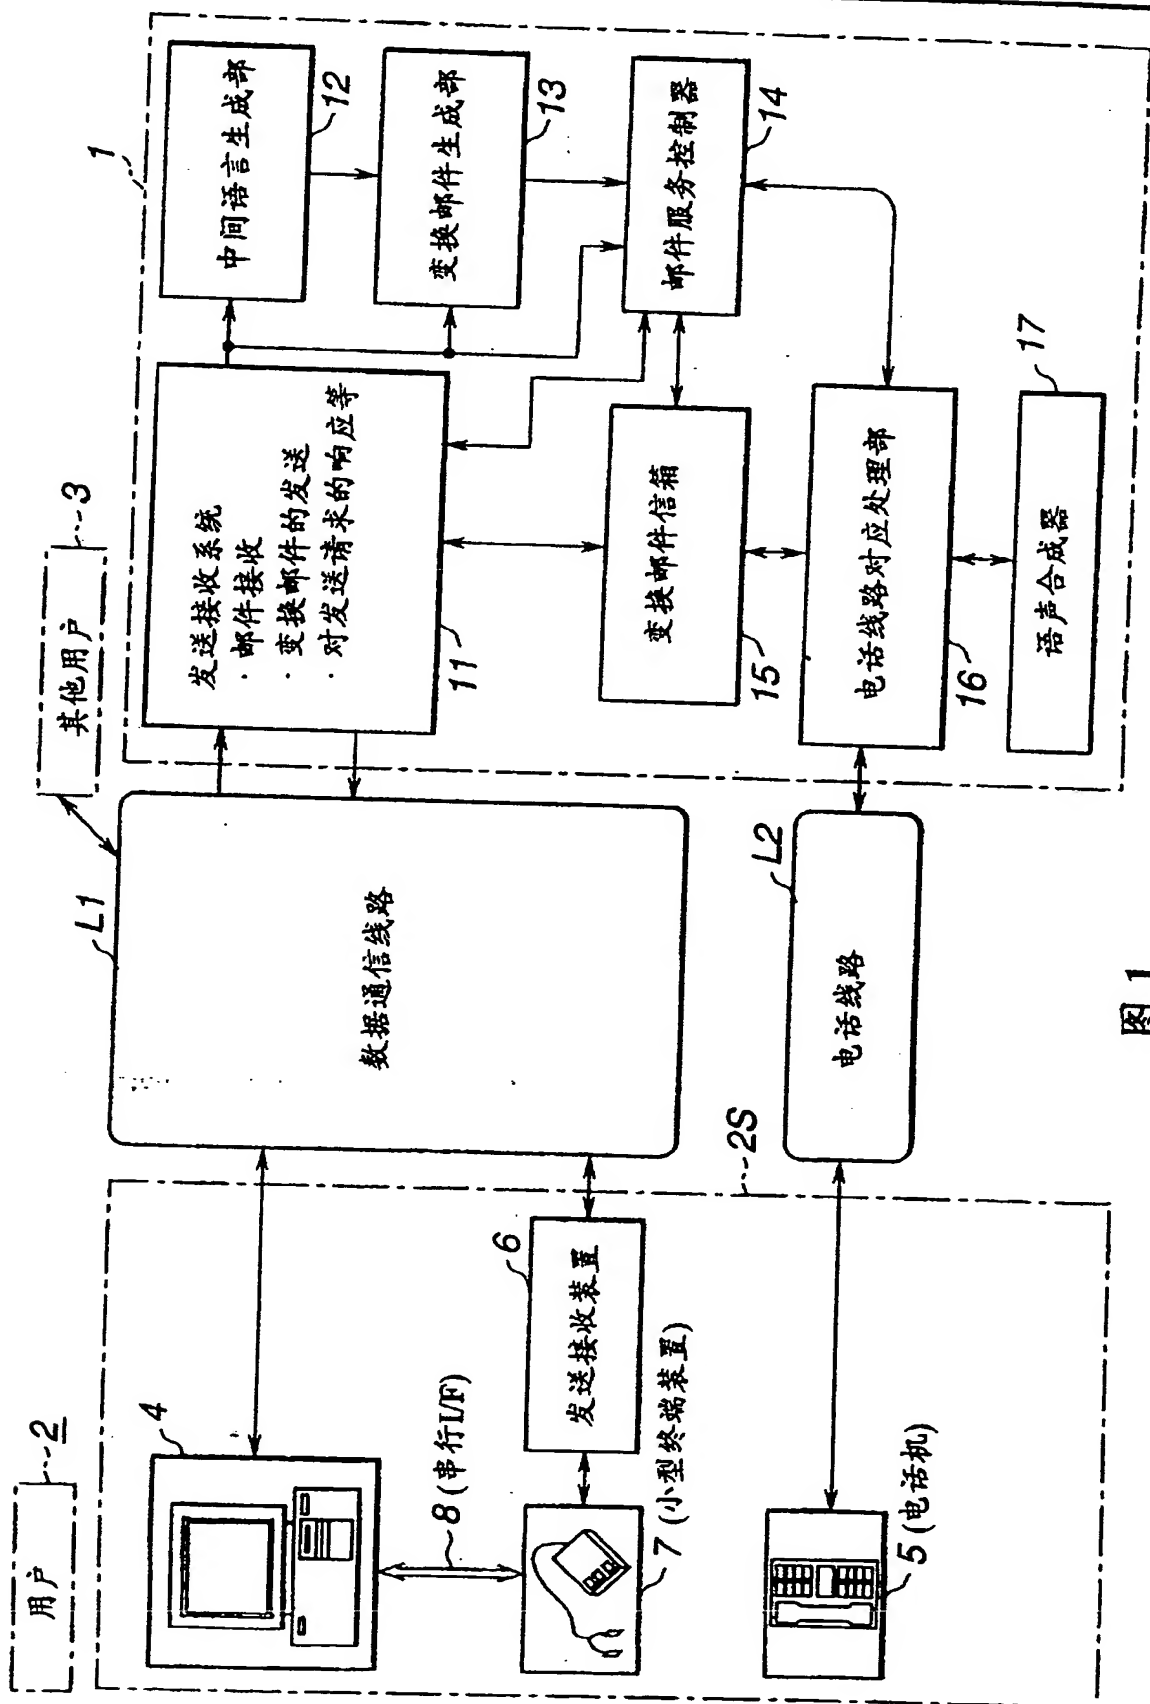 用户
2
4
8 (串行I/F)
7 (小型终端装置)
6
发送接收装置
5 (电话机)
2S
L1
数据通信线路
L2
电话线路
其他用户
3
1
发送接收系统
· 邮件接收
· 变换邮件的发送
· 对发送请求的响应等
11
中间语言生成部
12
变换邮件生成部
13
邮件服务控制器
14
变换邮件信箱
15
电话线路对应处理部
16
语声合成器
17
图 1